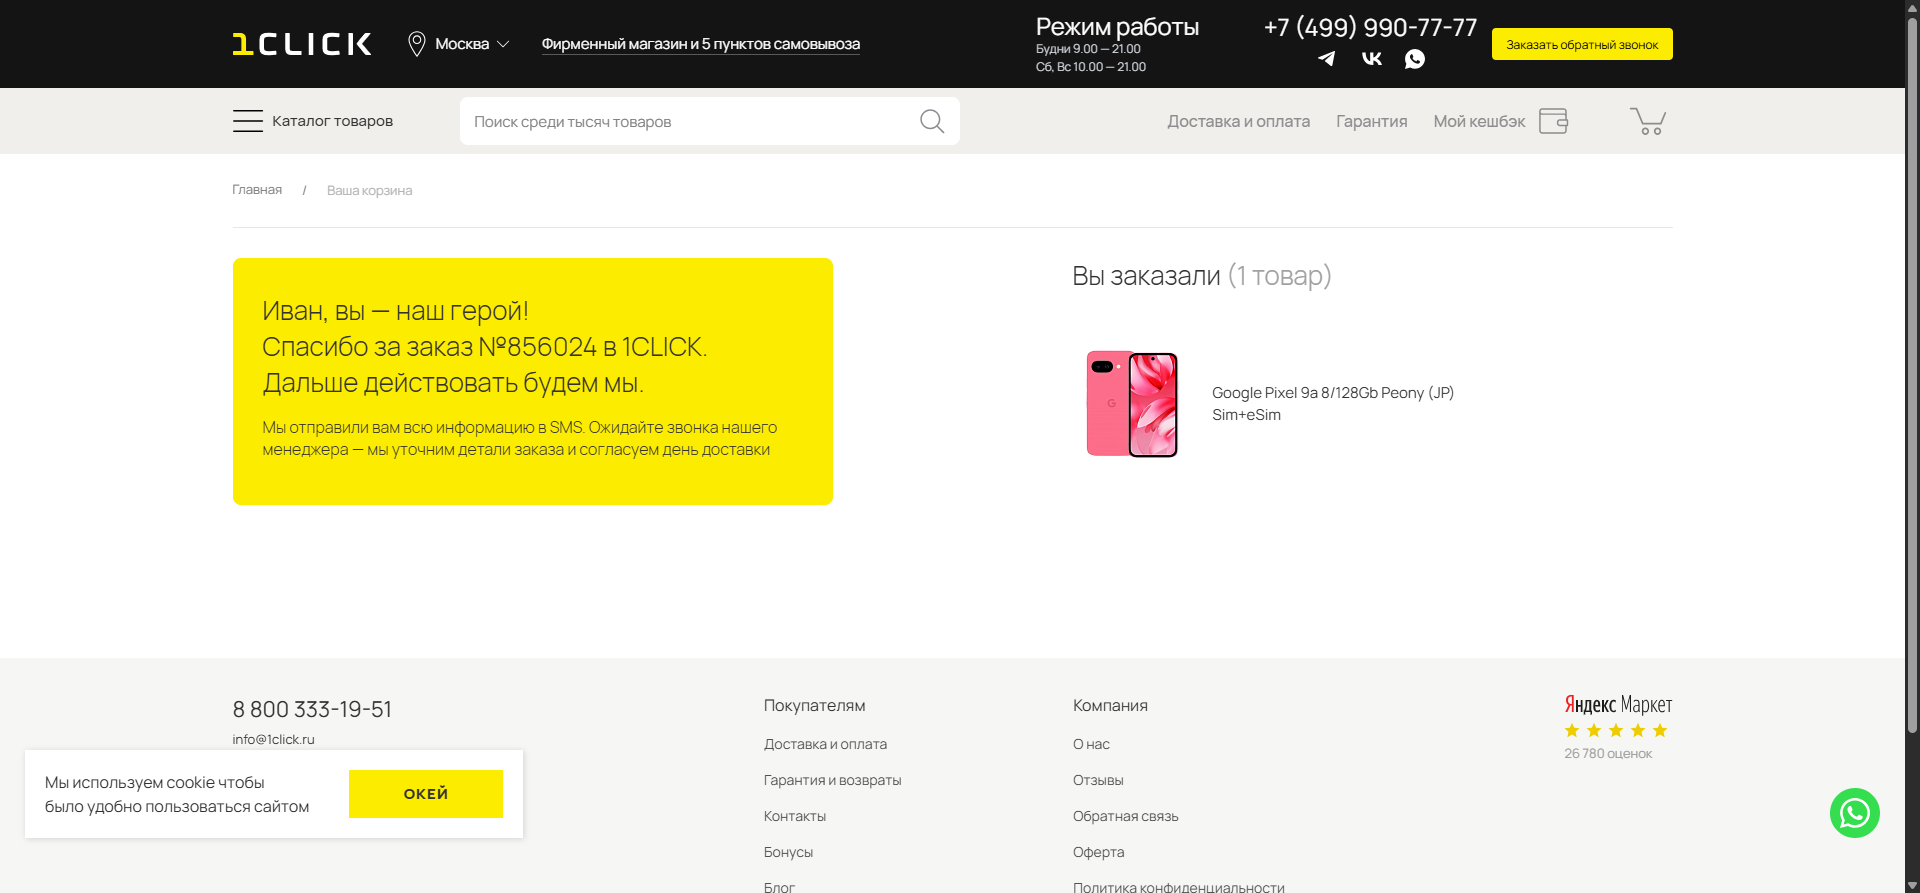 1CLICK
Москва
Фирменный магазин и 5 пунктов самовывоза
Режим работы
Будни 9.00 — 21.00
Сб, Вс 10.00 — 21.00
+7 (499) 990-77-77
Заказать обратный звонок
Каталог товаров
Поиск среди тысяч товаров
Доставка и оплата
Гарантия
Мой кешбэк
Главная / Ваша корзина
Иван, вы — наш герой!
Спасибо за заказ №856024 в 1CLICK.
Дальше действовать будем мы.
Мы отправили вам всю информацию в SMS. Ожидайте звонка нашего
менеджера — мы уточним детали заказа и согласуем день доставки
Вы заказали (1 товар)
G
Google Pixel 9a 8/128Gb Peony (JP)
Sim+eSim
8 800 333-19-51
info@1click.ru
Мы используем cookie чтобы
было удобно пользоваться сайтом
ОКЕЙ
Покупателям
Доставка и оплата
Гарантия и возвраты
Контакты
Бонусы
Блог
Компания
О нас
Отзывы
Обратная связь
Оферта
Политика конфиденциальности
Яндекс Маркет
26 780 оценок